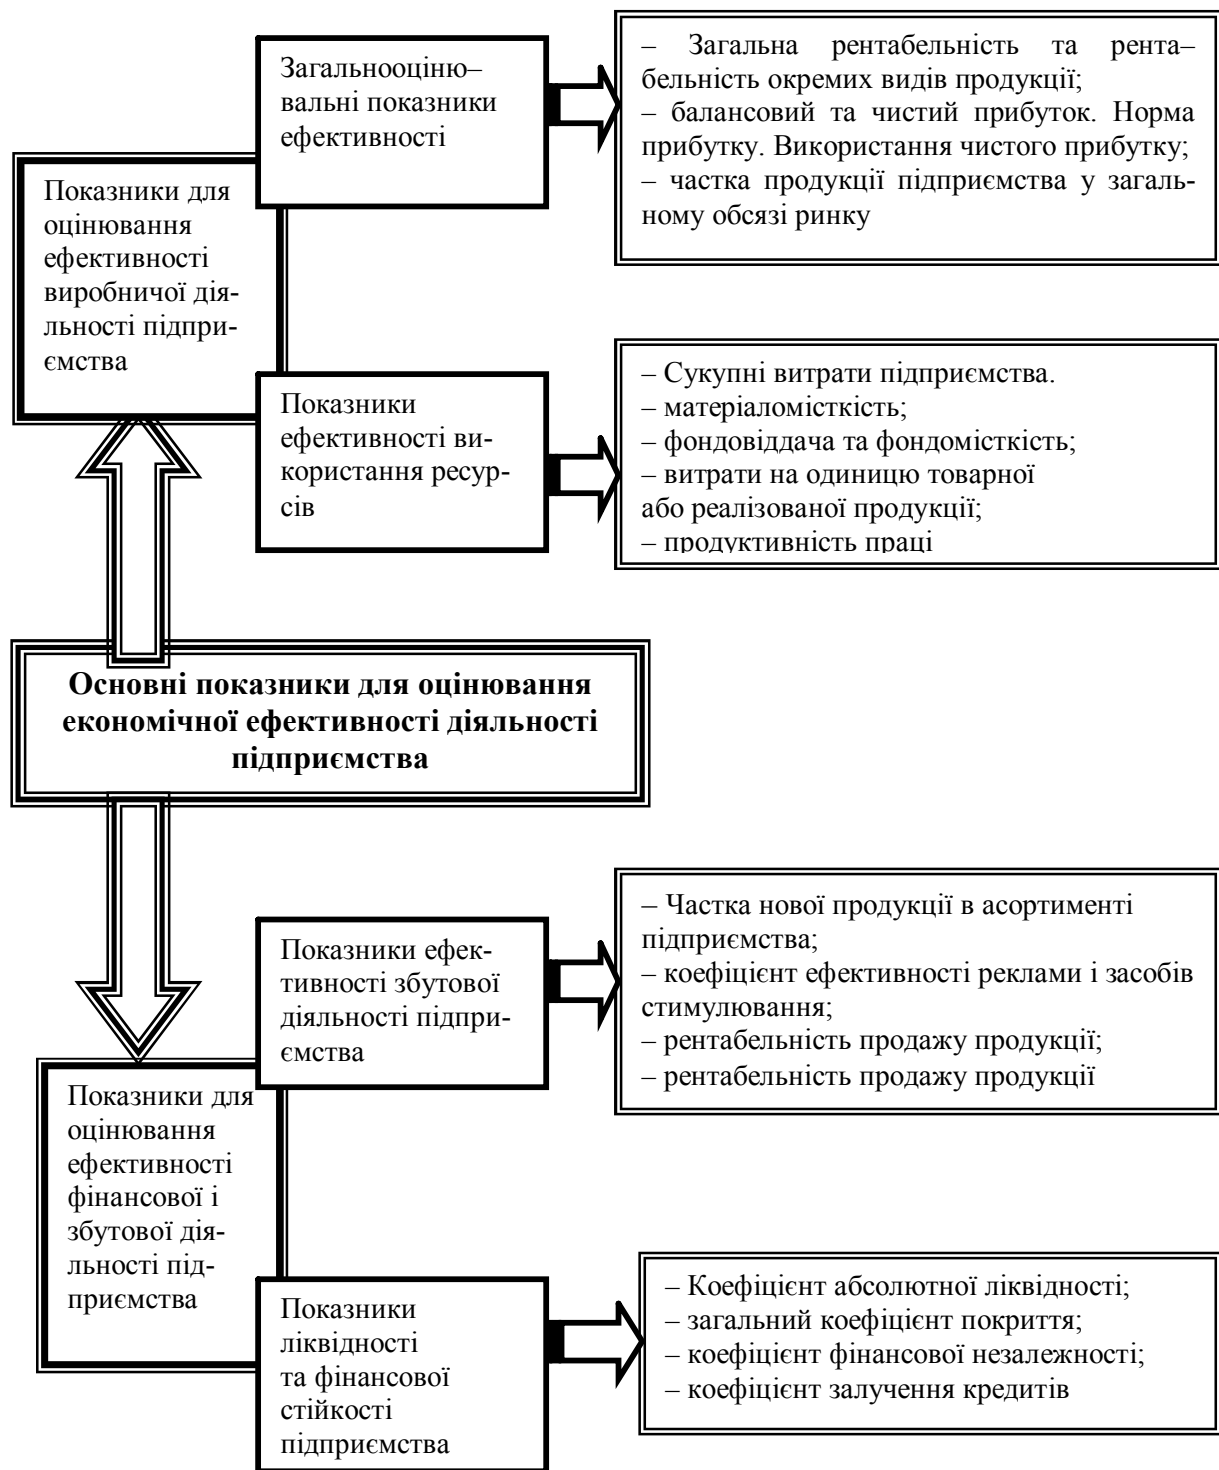 Загальнооціню–
вальні показники
ефективності
– Загальна рентабельність та рента–
бельність окремих видів продукції;
– балансовий та чистий прибуток. Норма
прибутку. Використання чистого прибутку;
– частка продукції підприємства у загаль-
ному обсязі ринку
Показники для
оцінювання
ефективності
виробничої дія-
льності підпри-
ємства
Показники
ефективності ви-
користання ресур-
сів
– Сукупні витрати підприємства.
– матеріаломісткість;
– фондовіддача та фондомісткість;
– витрати на одиницю товарної
або реалізованої продукції;
– продуктивність праці
Основні показники для оцінювання
економічної ефективності діяльності
підприємства
Показники ефек-
тивності збутової
діяльності підпри-
ємства
– Частка нової продукції в асортименті
підприємства;
– коефіцієнт ефективності реклами і засобів
стимулювання;
– рентабельність продажу продукції;
– рентабельність продажу продукції
Показники для
оцінювання
ефективності
фінансової і
збутової дія-
льності під-
приємства
Показники
ліквідності
та фінансової
стійкості
підприємства
– Коефіцієнт абсолютної ліквідності;
– загальний коефіцієнт покриття;
– коефіцієнт фінансової незалежності;
– коефіцієнт залучення кредитів